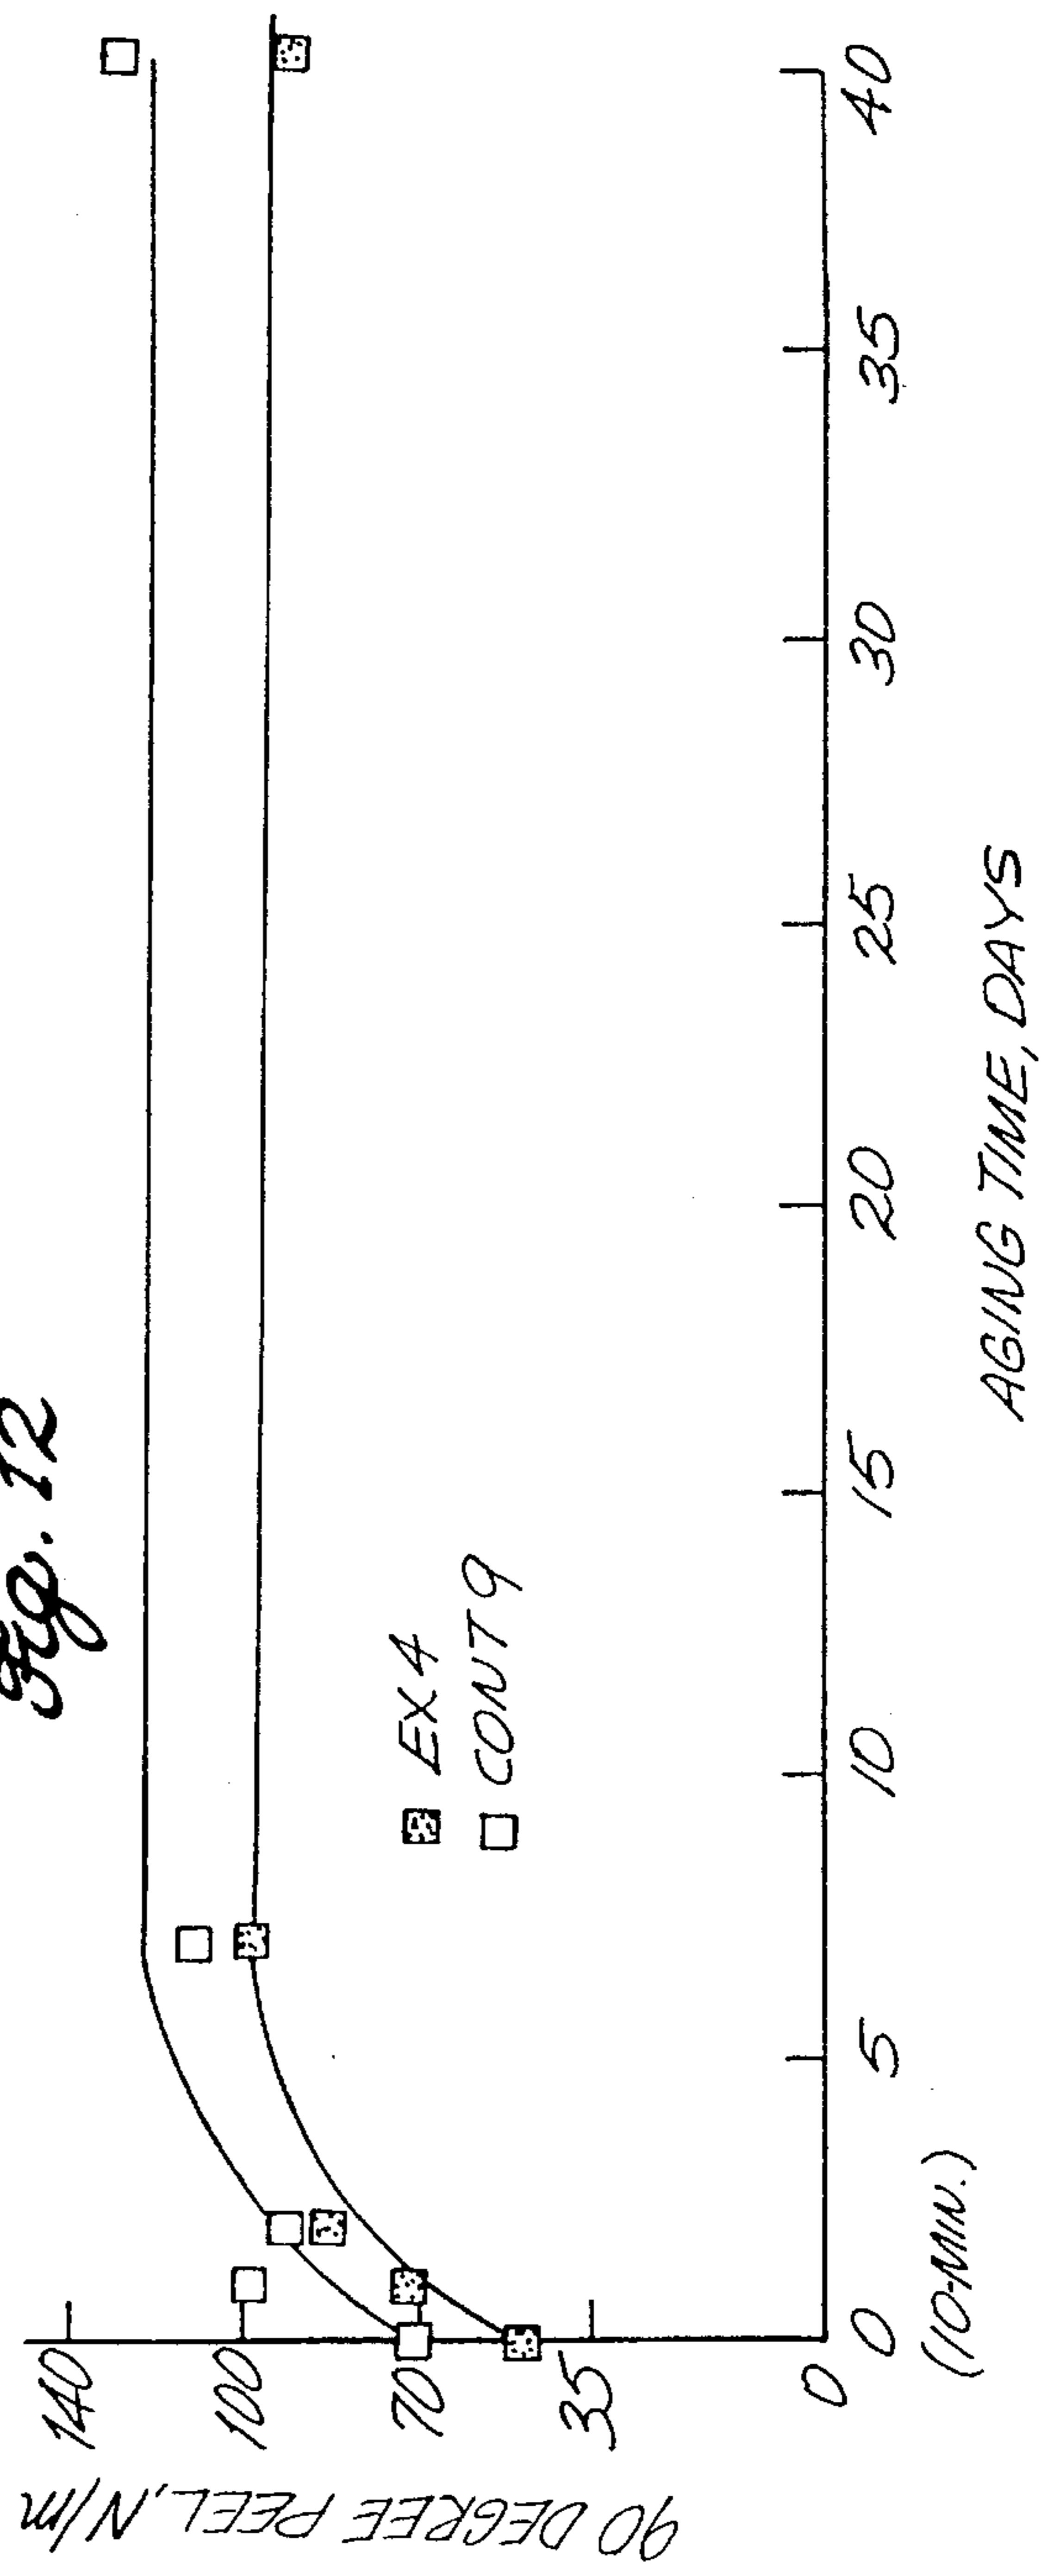 Fig. 12
90 DEGREE PEEL, N/m
140
100
70
35
0
EX 4
CONT 9
0 5 10 15 20 25 30 35 40
(10-MIN.)
AGING TIME, DAYS